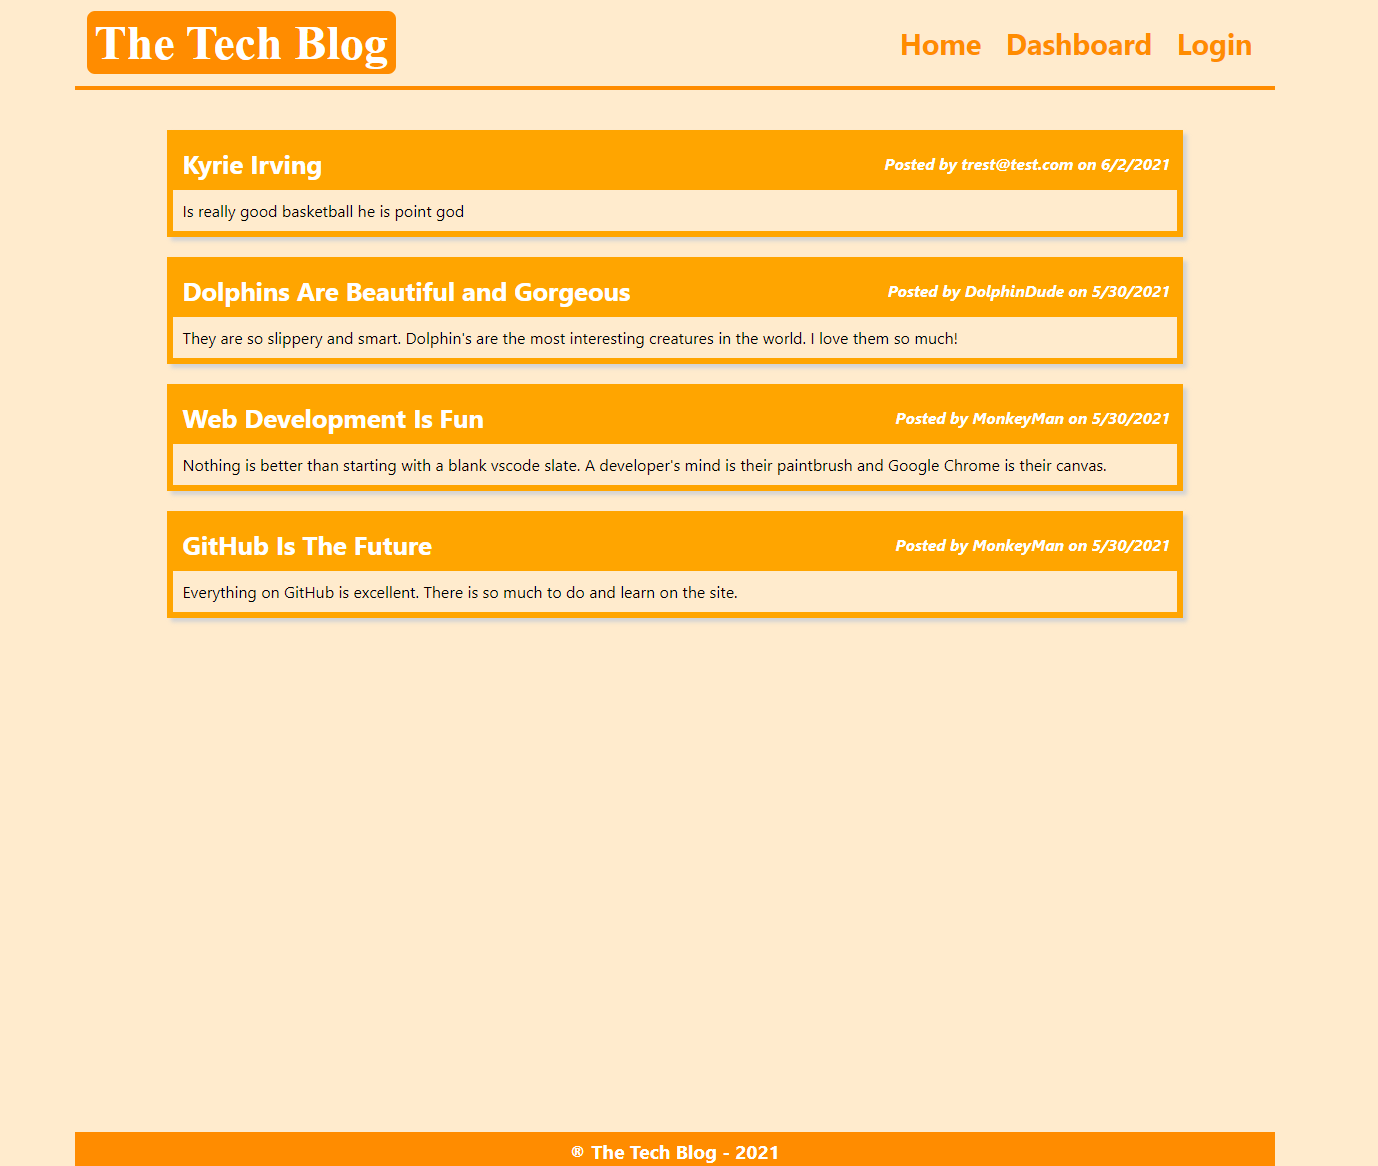 The Tech Blog
Home Dashboard Login
Kyrie Irving
Posted by trest@test.com on 6/2/2021
Is really good basketball he is point god
Dolphins Are Beautiful and Gorgeous
Posted by DolphinDude on 5/30/2021
They are so slippery and smart. Dolphin's are the most interesting creatures in the world. I love them so much!
Web Development Is Fun
Posted by MonkeyMan on 5/30/2021
Nothing is better than starting with a blank vscode slate. A developer's mind is their paintbrush and Google Chrome is their canvas.
GitHub Is The Future
Posted by MonkeyMan on 5/30/2021
Everything on GitHub is excellent. There is so much to do and learn on the site.
® The Tech Blog - 2021